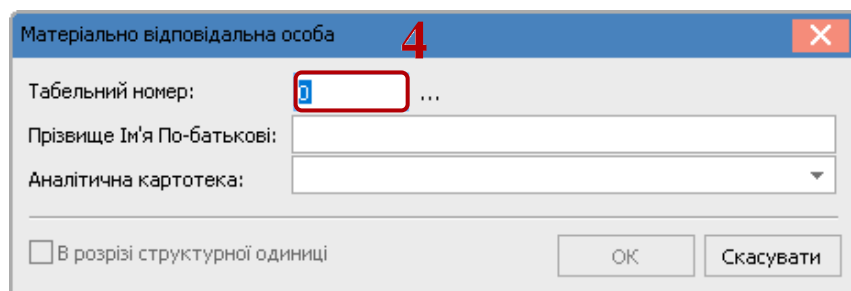 Матеріально відповідальна особа
4
Табельний номер: 0 ...
Прізвище Ім'я По-батькові:
Аналітична картотека:
В розрізі структурної одиниці
ОК
Скасувати